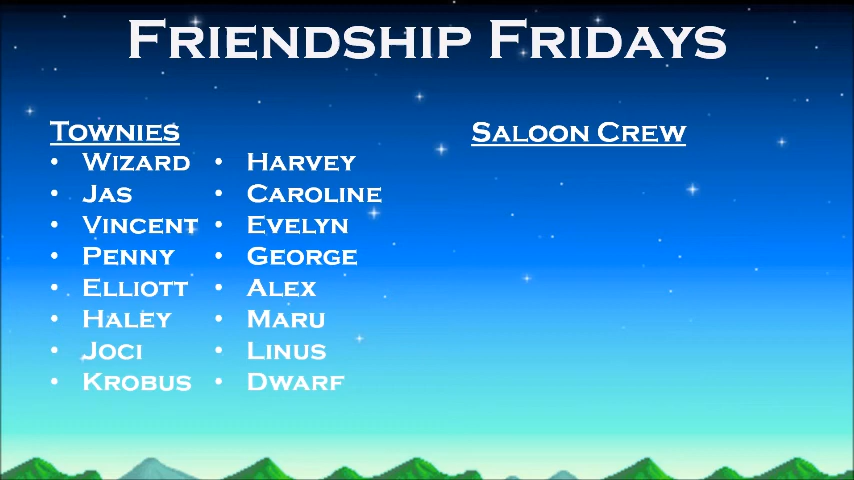 Friendship Fridays
Townies
• Wizard
• Jas
• Vincent
• Penny
• Elliott
• Haley
• Joci
• Krobus
• Harvey
• Caroline
• Evelyn
• George
• Alex
• Maru
• Linus
• Dwarf
Saloon Crew